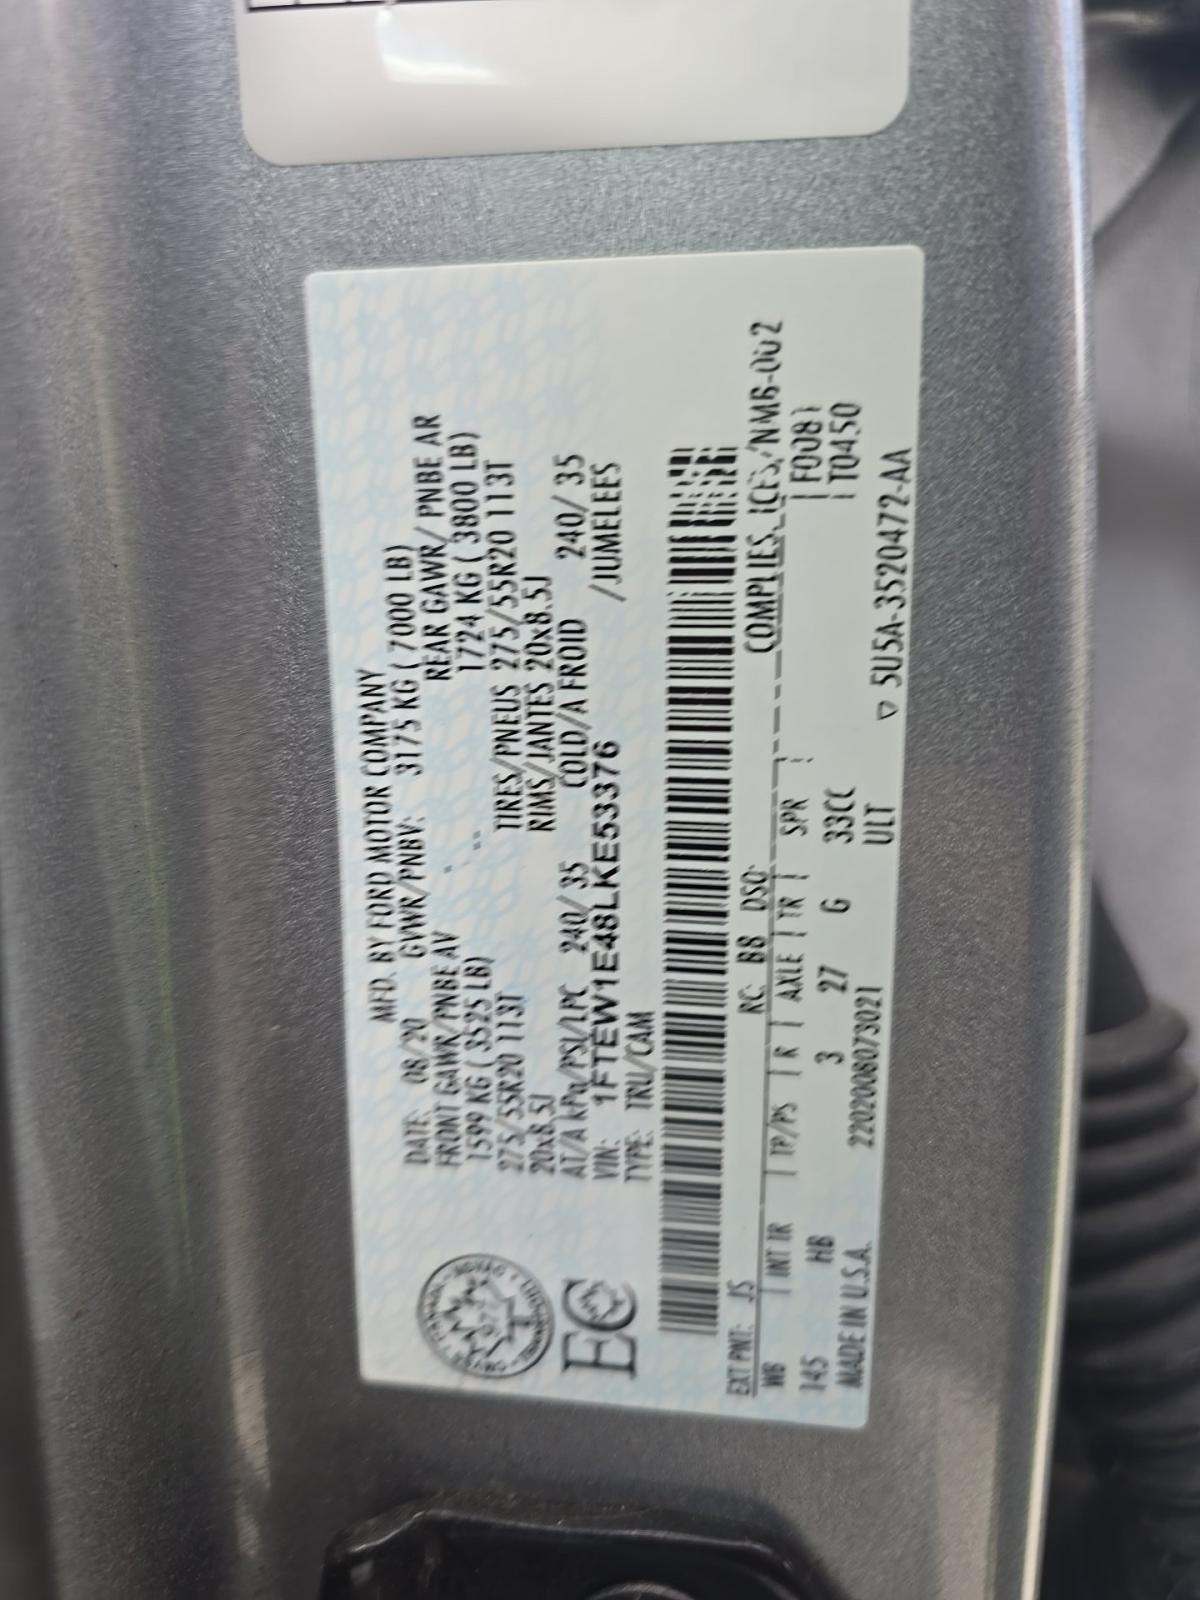 MFD. BY FORD MOTOR COMPANY
DATE: 08/20 GVWR/PNBV: 3175 KG ( 7000 LB)
FRONT GAWR/PNBE AV REAR GAWR/ PNBE AR
1599 KG ( 3525 LB) 1724 KG ( 3800 LB)
275/55R20 113T TIRES/PNEUS 275/55R20 113T
20x8.5J RIMS/JANTES 20x8.5J
AT/A kPa/PSI/LPC 240/ 35 COLD/A FROID 240/ 35
VIN: 1FTEW1E48LKE53376 /JUMELEES
TYPE: TRU/CAM
EC
EXT PNT: JS RC: B8 DSO: COMPLIES ICES/NMB-002
WB | INT TR | TP/PS | R | AXLE | TR | SPR | F0081
145 HB 3 27 G 33CC | T0450
MADE IN U.S.A. 2202008073021 ULT ▽ 5U5A-3520472-AA